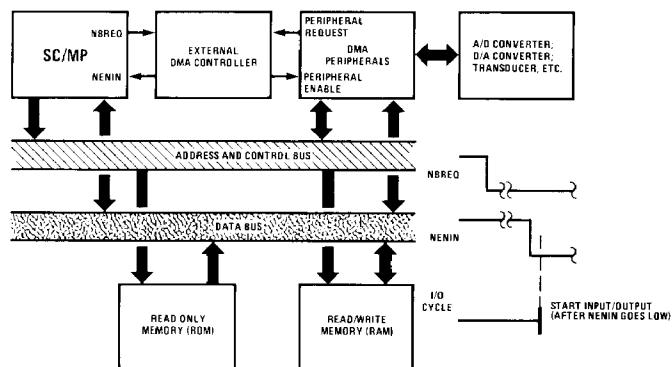 SC/MP
NBREQ
NENIN
EXTERNAL
DMA CONTROLLER
PERIPHERAL
REQUEST
DMA
PERIPHERALS
PERIPHERAL
ENABLE
A/D CONVERTER;
D/A CONVERTER;
TRANSDUCER, ETC.
ADDRESS AND CONTROL BUS
NBREQ
DATA BUS
NENIN
READ ONLY
MEMORY (ROM)
READ/WRITE
MEMORY (RAM)
I/O
CYCLE
START INPUT/OUTPUT
(AFTER NENIN GOES LOW)